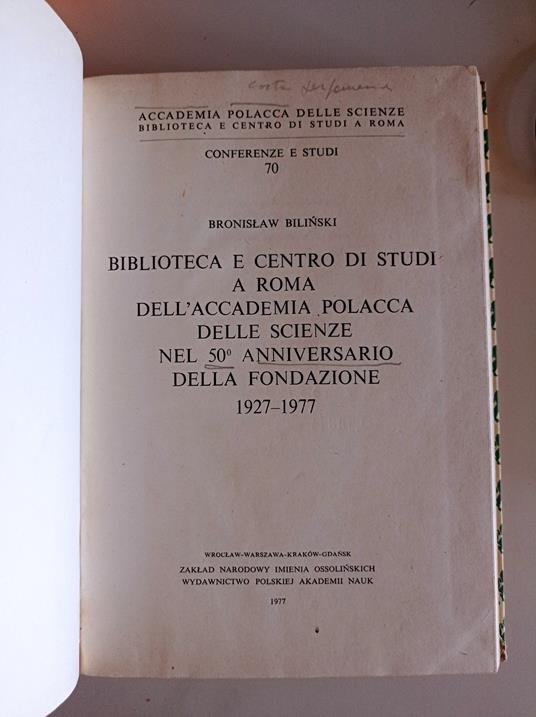 ACCADEMIA POLACCA DELLE SCIENZE
BIBLIOTECA E CENTRO DI STUDI A ROMA
CONFERENZE E STUDI
70
BRONISŁAW BILIŃSKI
BIBLIOTECA E CENTRO DI STUDI
A ROMA
DELL'ACCADEMIA POLACCA
DELLE SCIENZE
NEL 50º ANNIVERSARIO
DELLA FONDAZIONE
1927–1977
WROCŁAW–WARSZAWA–KRAKÓW–GDAŃSK
ZAKŁAD NARODOWY IMIENIA OSSOLIŃSKICH
WYDAWNICTWO POLSKIEJ AKADEMII NAUK
1977